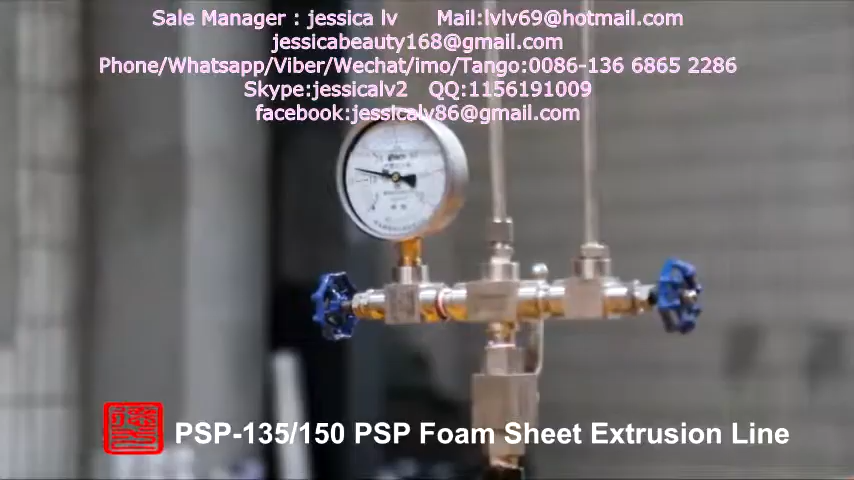 Sale Manager : jessica lv Mail:lvlv69@hotmail.com
jessicabeauty168@gmail.com
Phone/Whatsapp/Viber/Wechat/imo/Tango:0086-136 6865 2286
Skype:jessicalv2 QQ:1156191009
facebook:jessicalv86@gmail.com
PSP-135/150 PSP Foam Sheet Extrusion Line